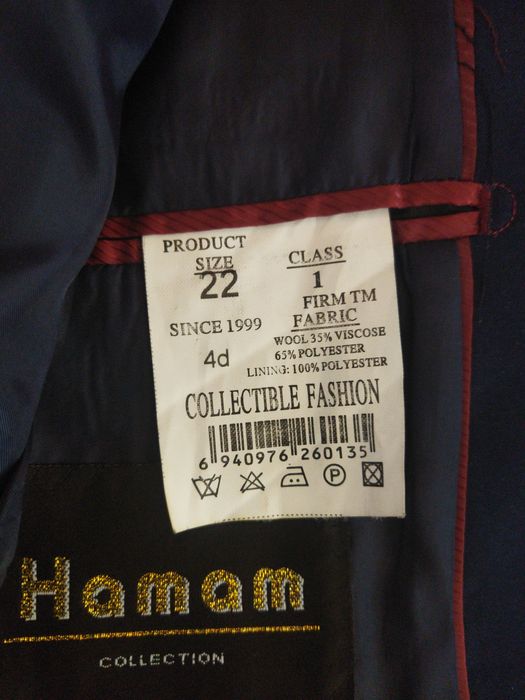 PRODUCT
SIZE
22
CLASS
1
FIRM TM
SINCE 1999
FABRIC
WOOL 35% VISCOSE
4d
65% POLYESTER
LINING: 100% POLYESTER
COLLECTIBLE FASHION
6 940976 260135
P
Hamam
COLLECTION